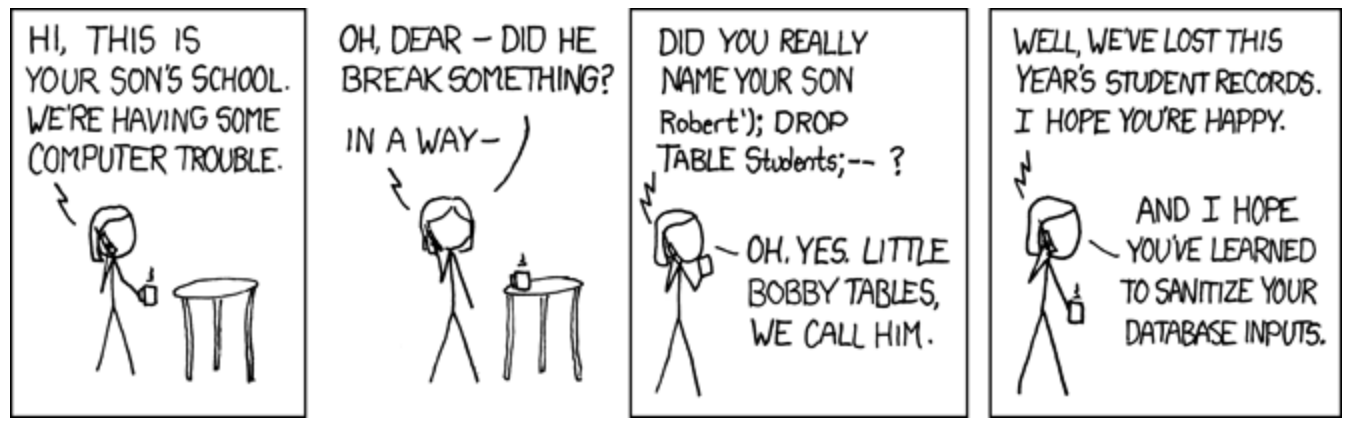 HI, THIS IS
YOUR SON'S SCHOOL.
WE'RE HAVING SOME
COMPUTER TROUBLE.
OH, DEAR – DID HE
BREAK SOMETHING?
IN A WAY–
DID YOU REALLY
NAME YOUR SON
Robert'); DROP
TABLE Students;-- ?
OH. YES. LITTLE
BOBBY TABLES,
WE CALL HIM.
WELL, WE'VE LOST THIS
YEAR'S STUDENT RECORDS.
I HOPE YOU'RE HAPPY.
AND I HOPE
YOU'VE LEARNED
TO SANITIZE YOUR
DATABASE INPUTS.